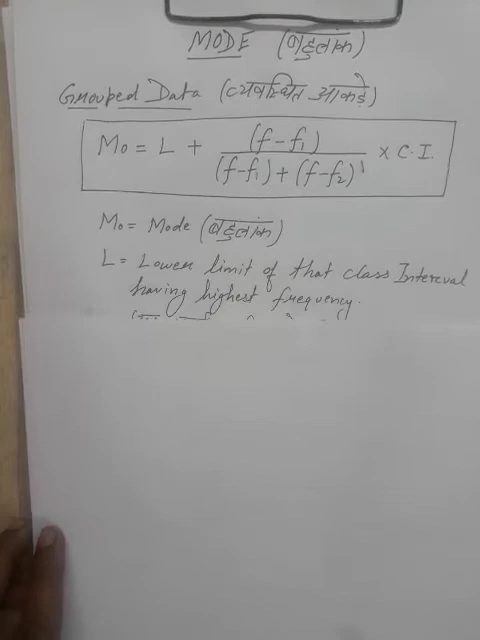 MODE (बहुलांक)
Grouped Data (व्यवस्थित आंकड़े)
Mo = L + (f-f₁) / (f-f₁) + (f-f₂) × C.I.
Mo = Mode (बहुलांक)
L = Lower limit of that class Interval
having highest frequency.